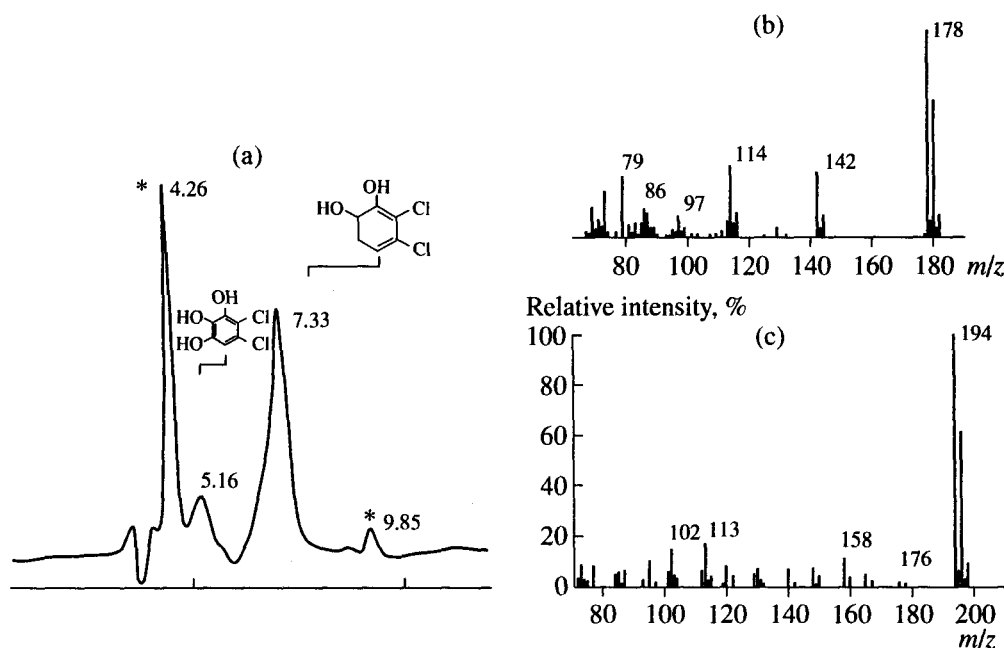 (a)
* 4.26
OH
HO
Cl
Cl
OH
HO
Cl
HO
Cl
7.33
5.16
* 9.85
(b)
178
79
86
97
114
142
80 100 120 140 160 180 m/z
Relative intensity, %
(c)
100
80
60
40
20
0
194
102
113
158
176
80 100 120 140 160 180 200
m/z